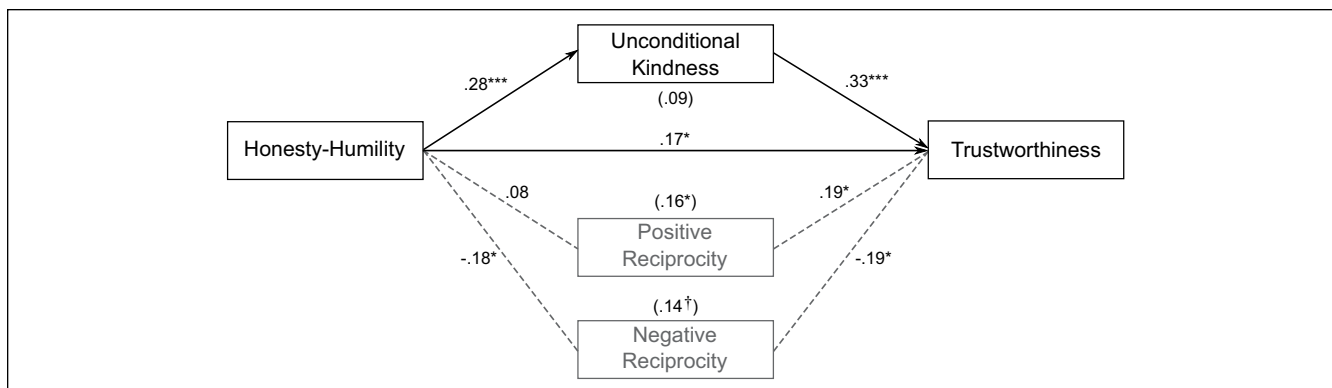 Unconditional
Kindness
.28***
.33***
(.09)
Honesty-Humility
.17*
Trustworthiness
.08
(.16*)
.19*
Positive
Reciprocity
-.18*
-.19*
(.14†)
Negative
Reciprocity